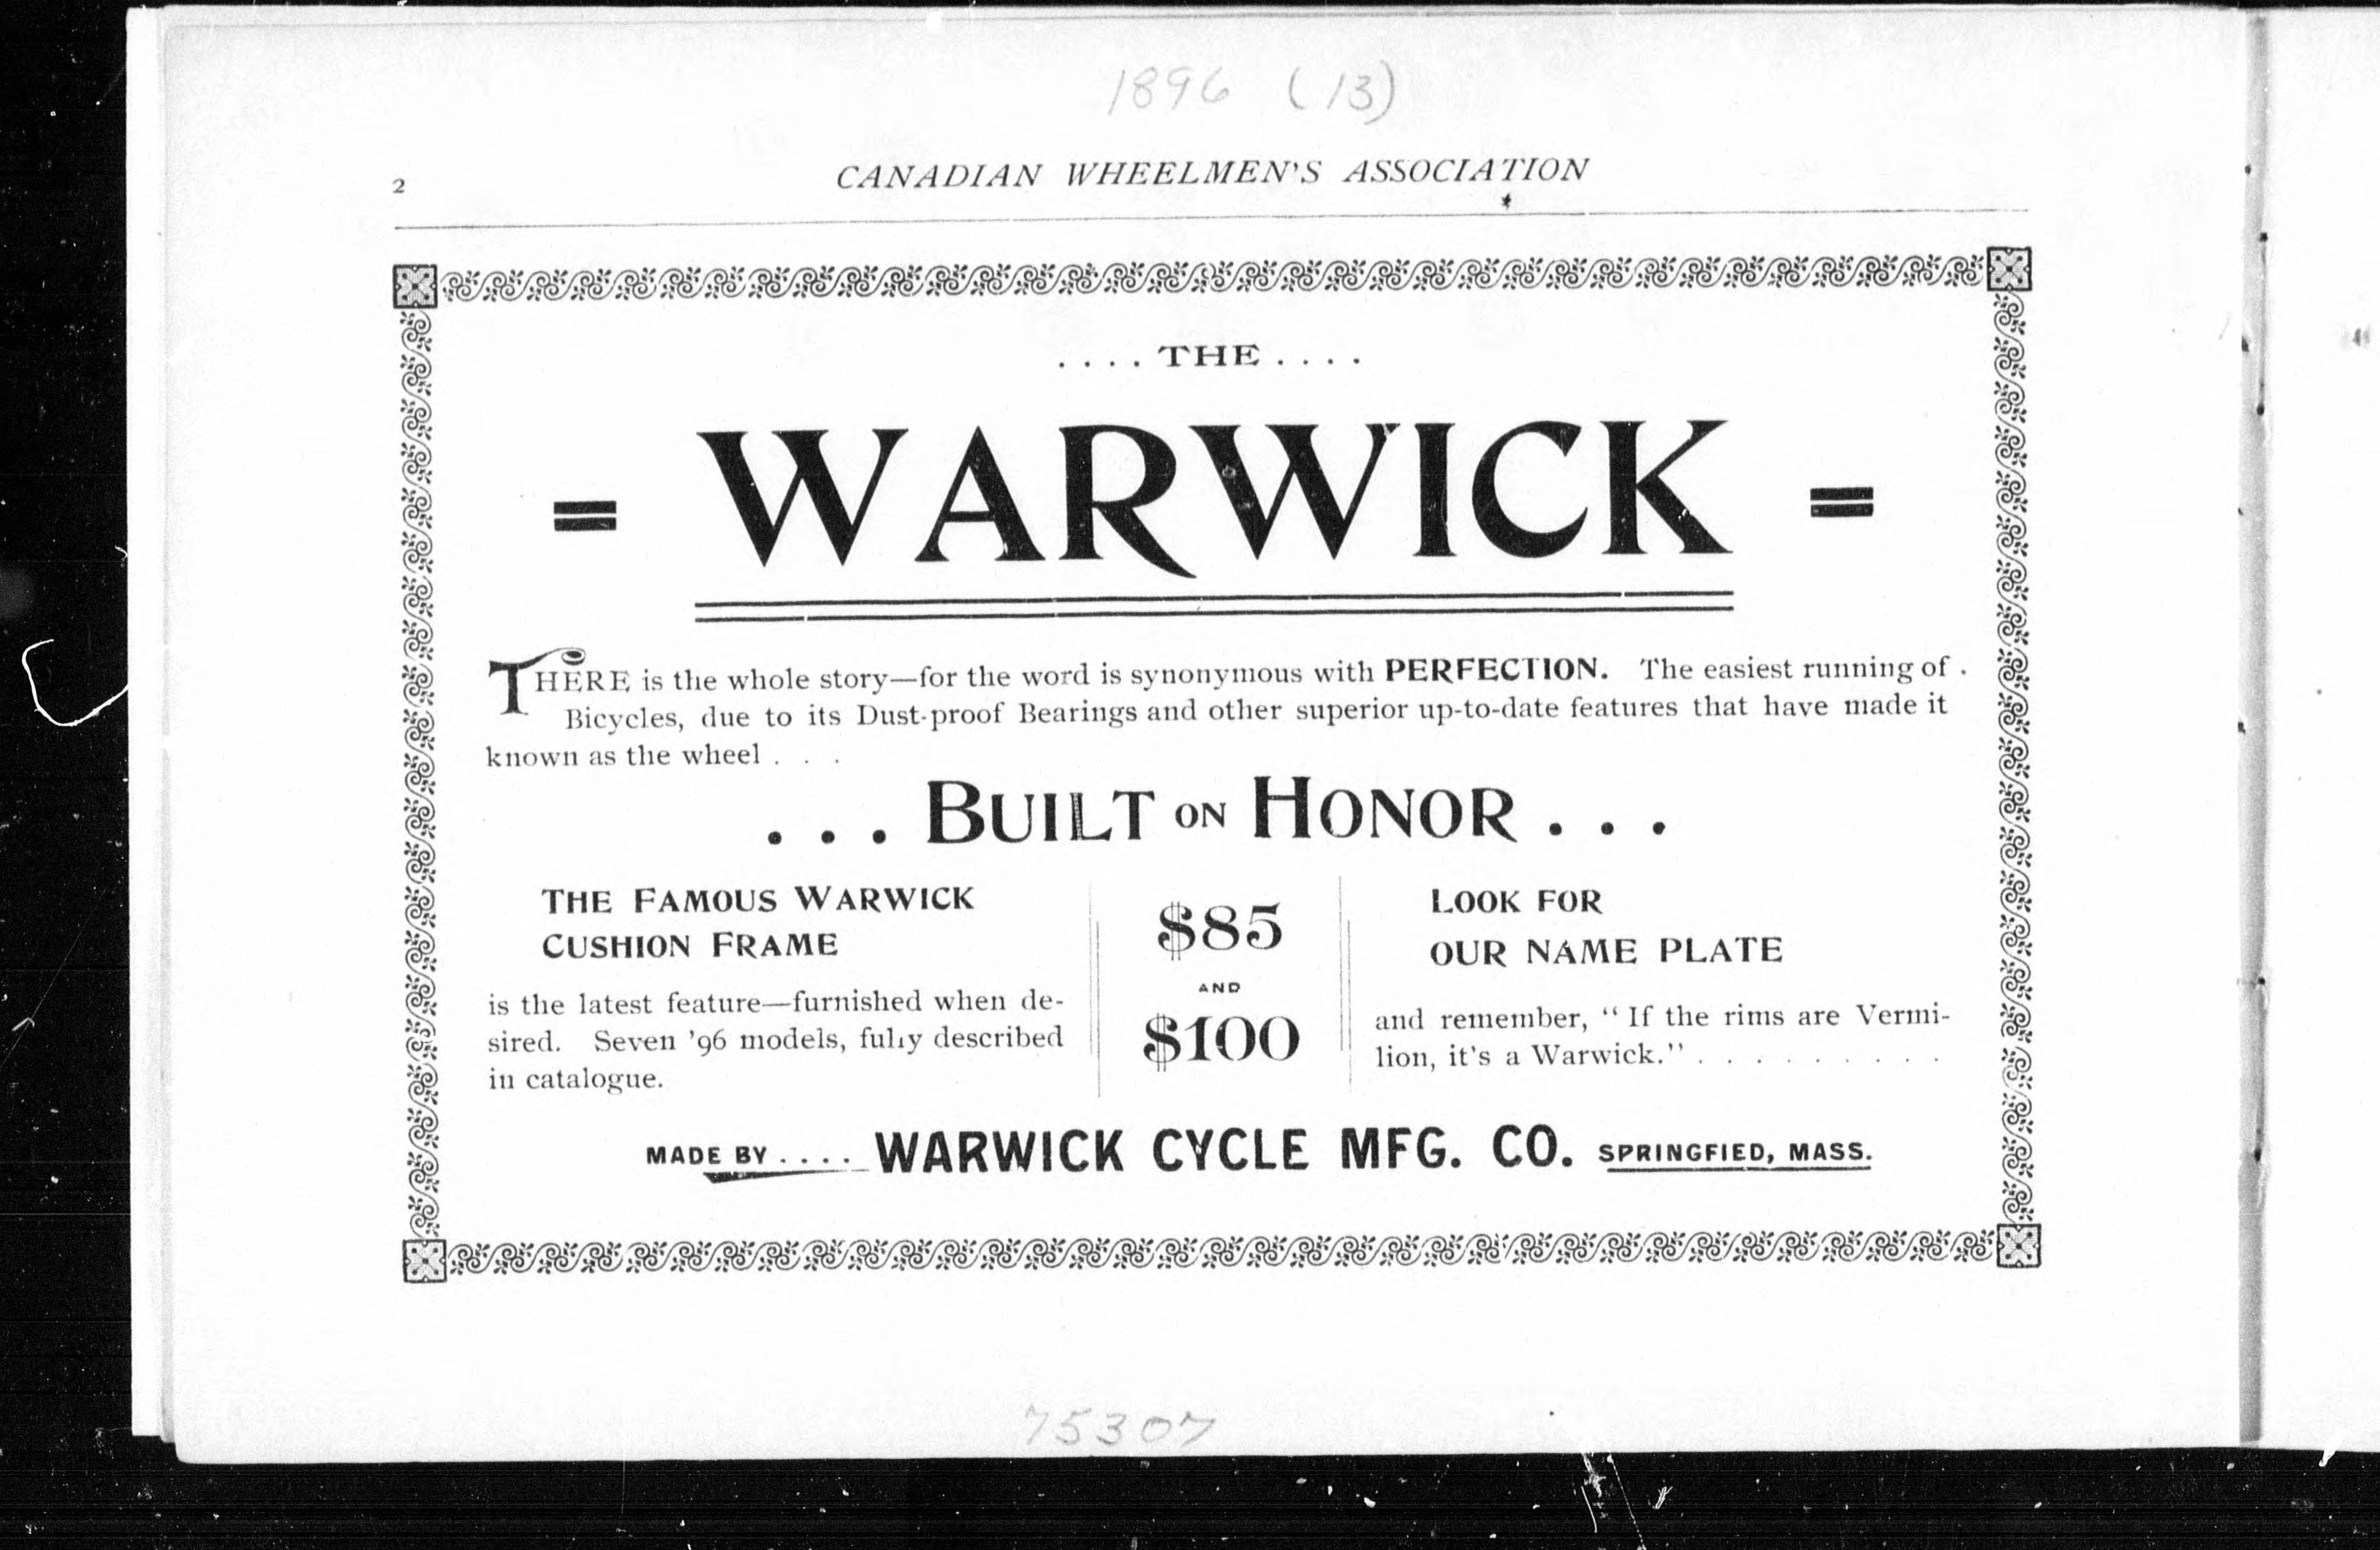 1896 (13)
2 CANADIAN WHEELMEN'S ASSOCIATION
. . . . THE . . . .
= WARWICK =
THERE is the whole story—for the word is synonymous with PERFECTION. The easiest running of .
Bicycles, due to its Dust-proof Bearings and other superior up-to-date features that have made it
known as the wheel . . .
. . . BUILT ON HONOR . . .
THE FAMOUS WARWICK
CUSHION FRAME
is the latest feature—furnished when de-
sired. Seven '96 models, fully described
in catalogue.
$85
AND
$100
LOOK FOR
OUR NAME PLATE
and remember, "If the rims are Vermi-
lion, it's a Warwick." . . . . . . . . .
MADE BY . . . . WARWICK CYCLE MFG. CO. SPRINGFIED, MASS.
75307